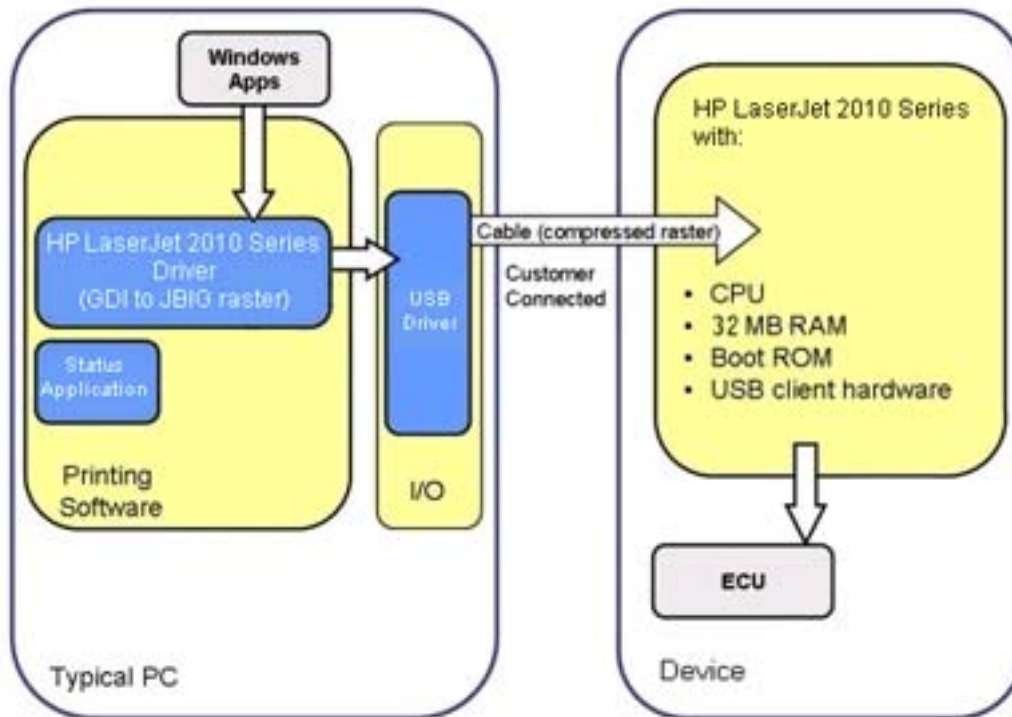 Windows
Apps
HP LaserJet 2010 Series
Driver
(GDI to JBIG raster)
Status
Application
Printing
Software
USB
Driver
I/O
Typical PC
Cable (compressed raster)
Customer
Connected
HP LaserJet 2010 Series
with:
• CPU
• 32 MB RAM
• Boot ROM
• USB client hardware
ECU
Device